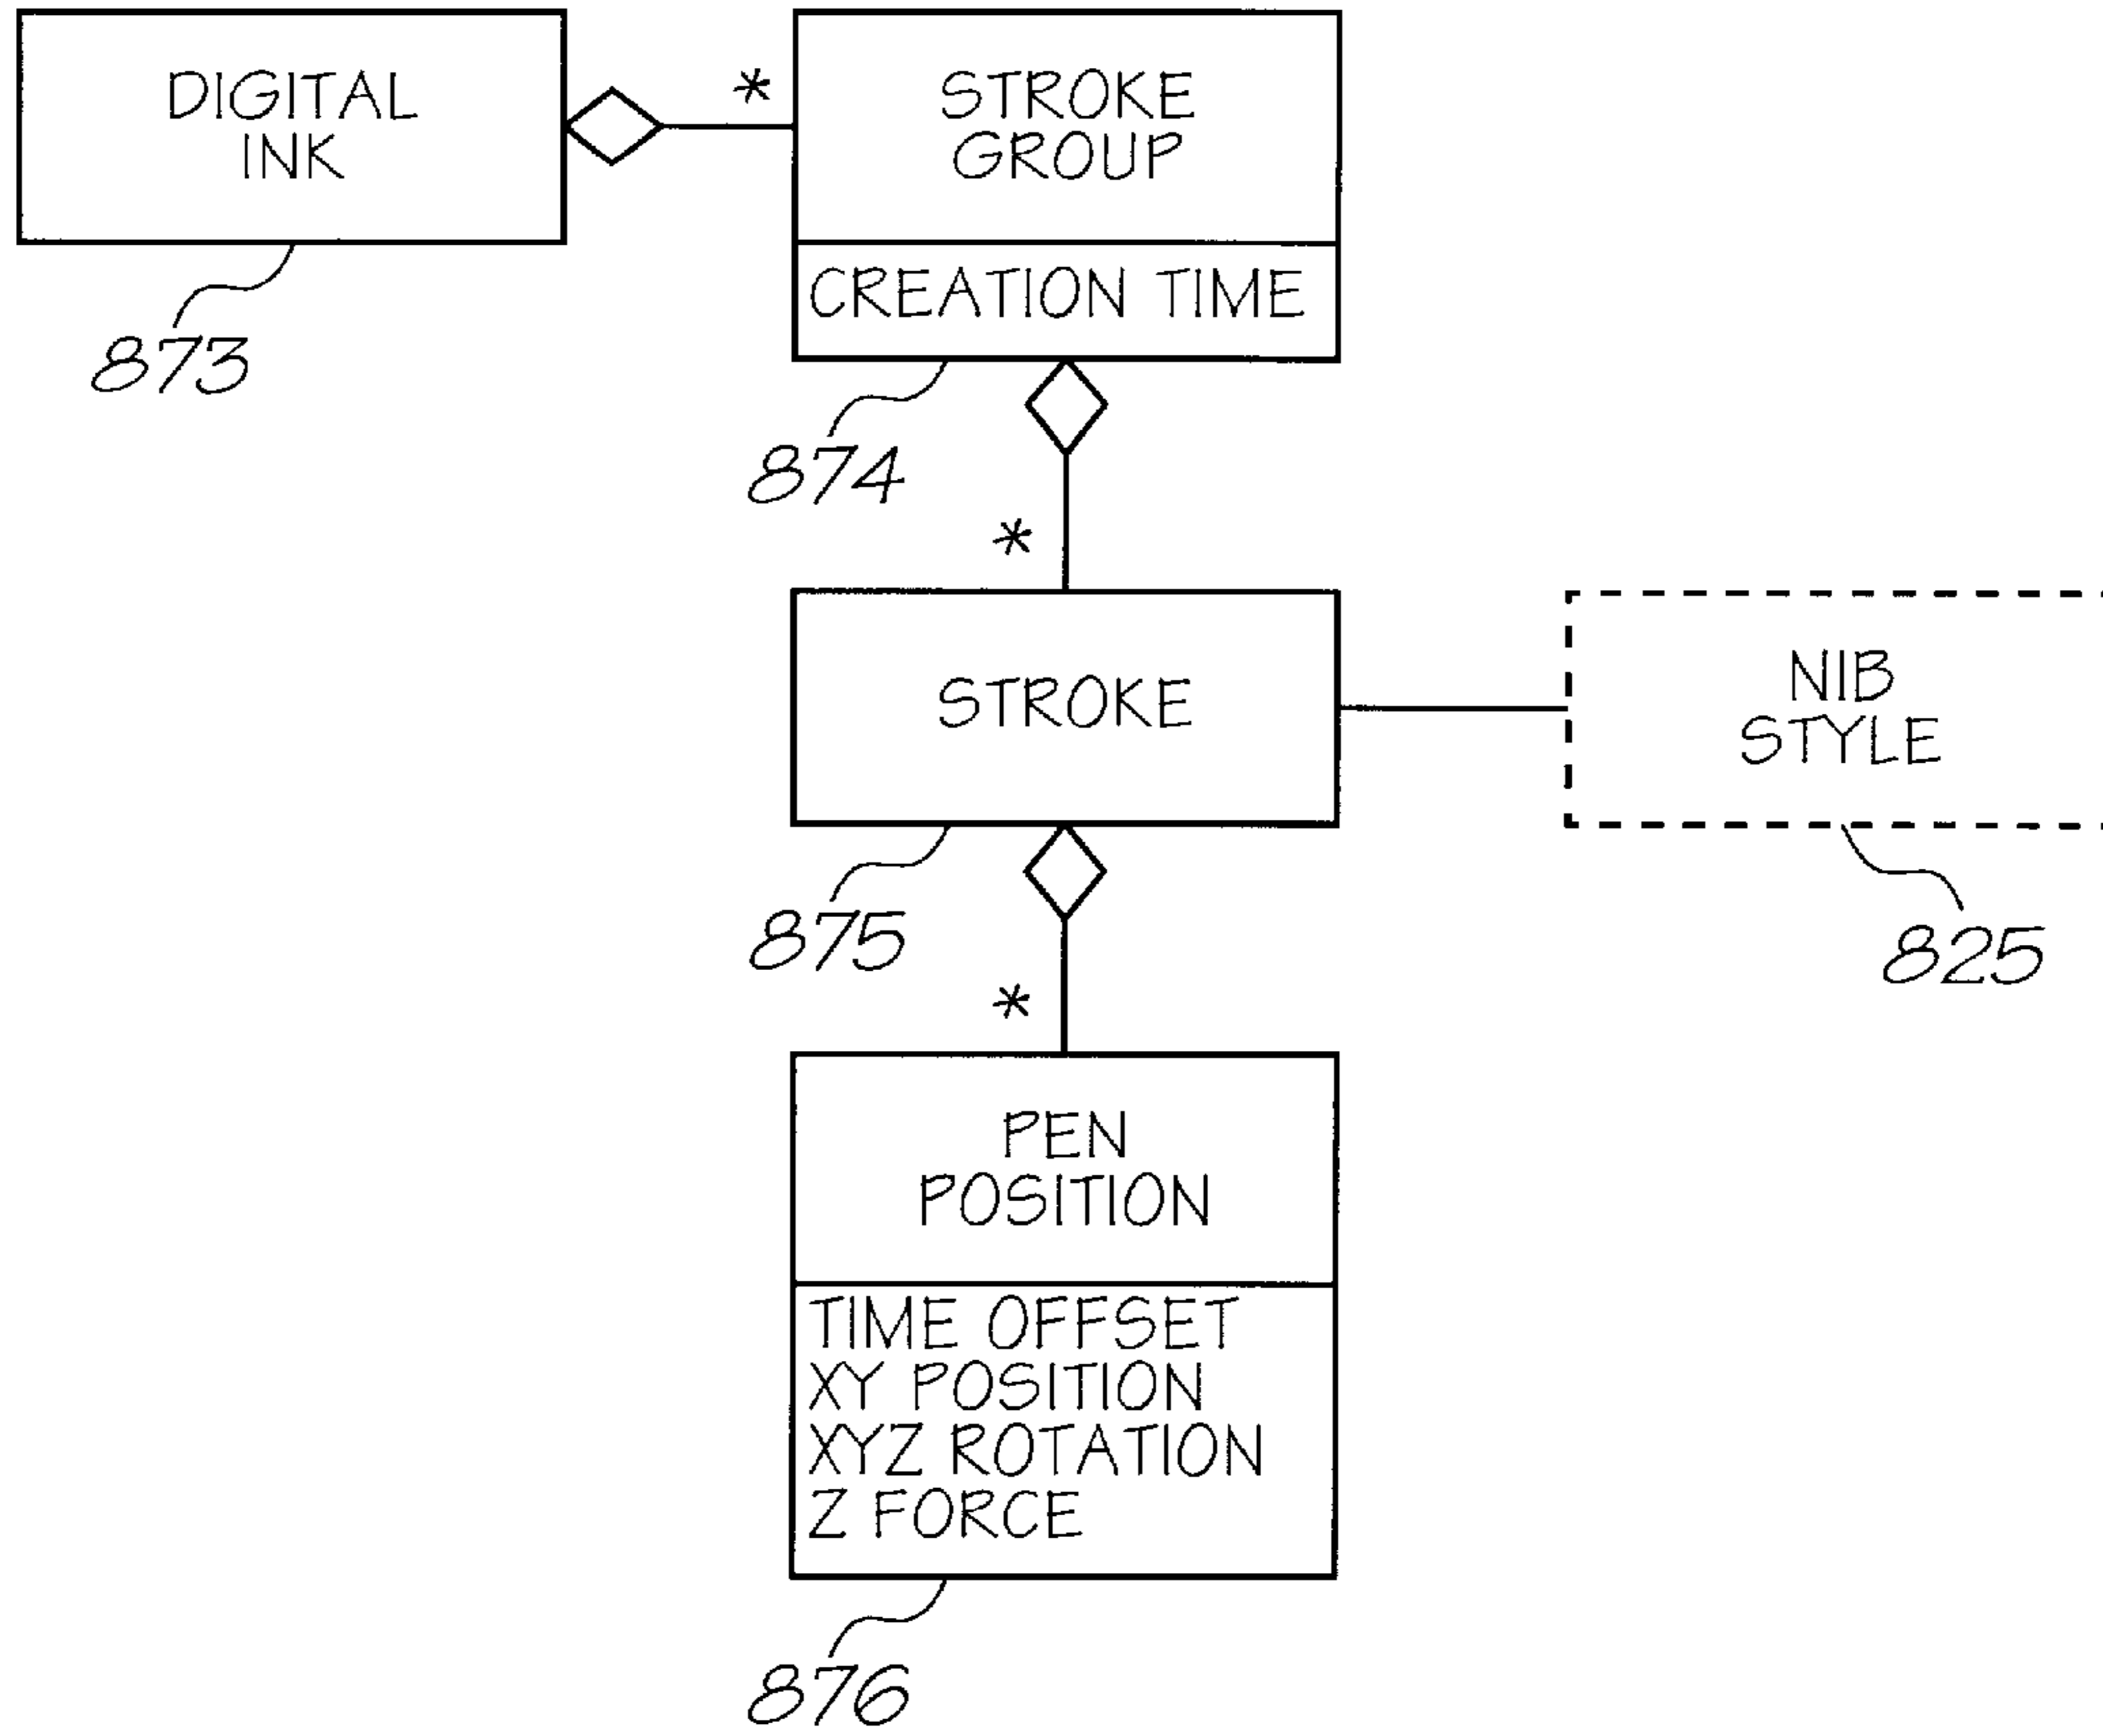 DIGITAL
INK
*
STROKE
GROUP
CREATION TIME
873
874
*
STROKE
NIB
STYLE
875
825
*
PEN
POSITION
TIME OFFSET
XY POSITION
XYZ ROTATION
Z FORCE
876